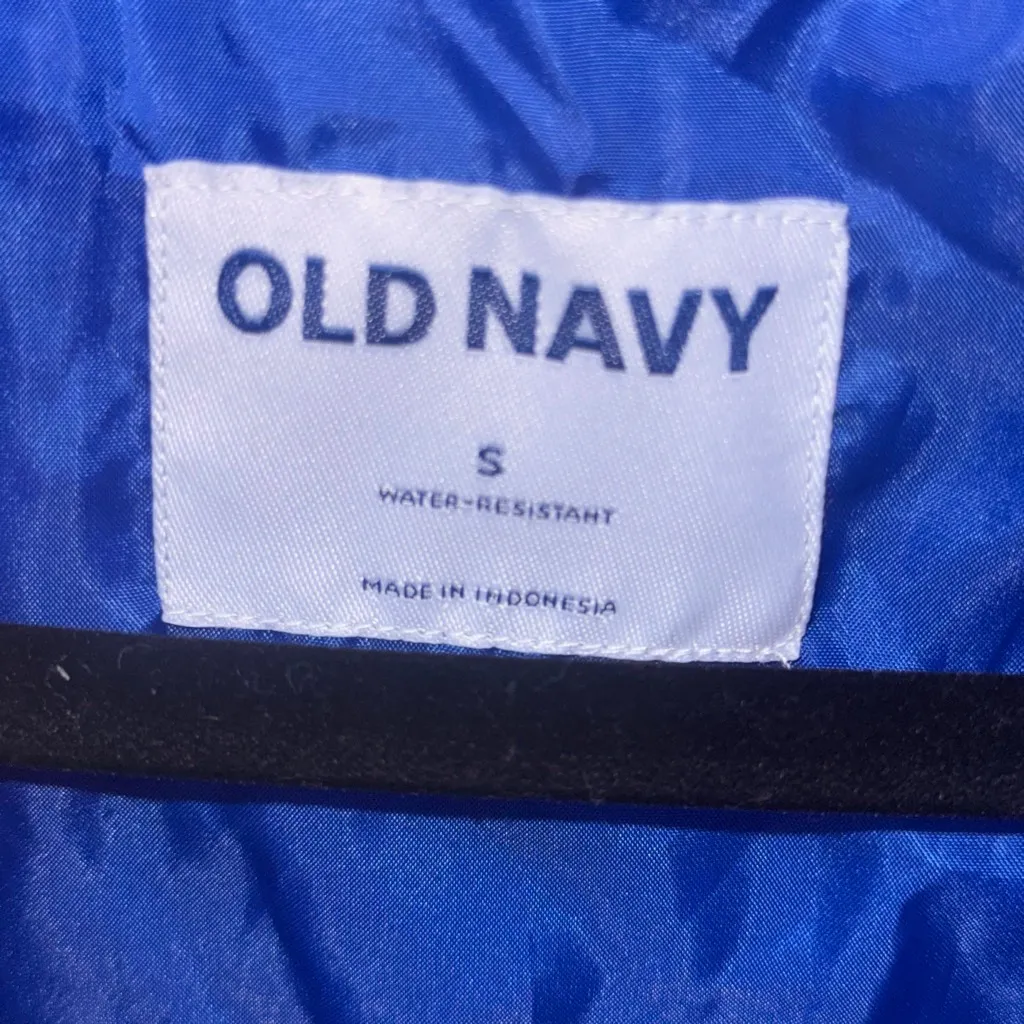 OLD NAVY
S
WATER-RESISTANT
MADE IN INDONESIA